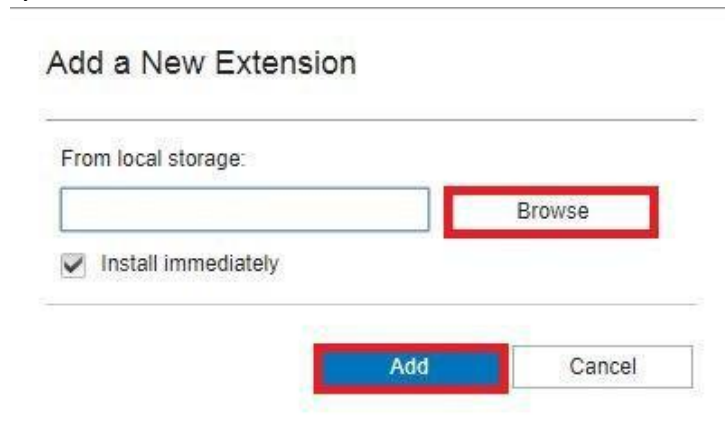 Add a New Extension
From local storage:
Browse
Install immediately
Add
Cancel